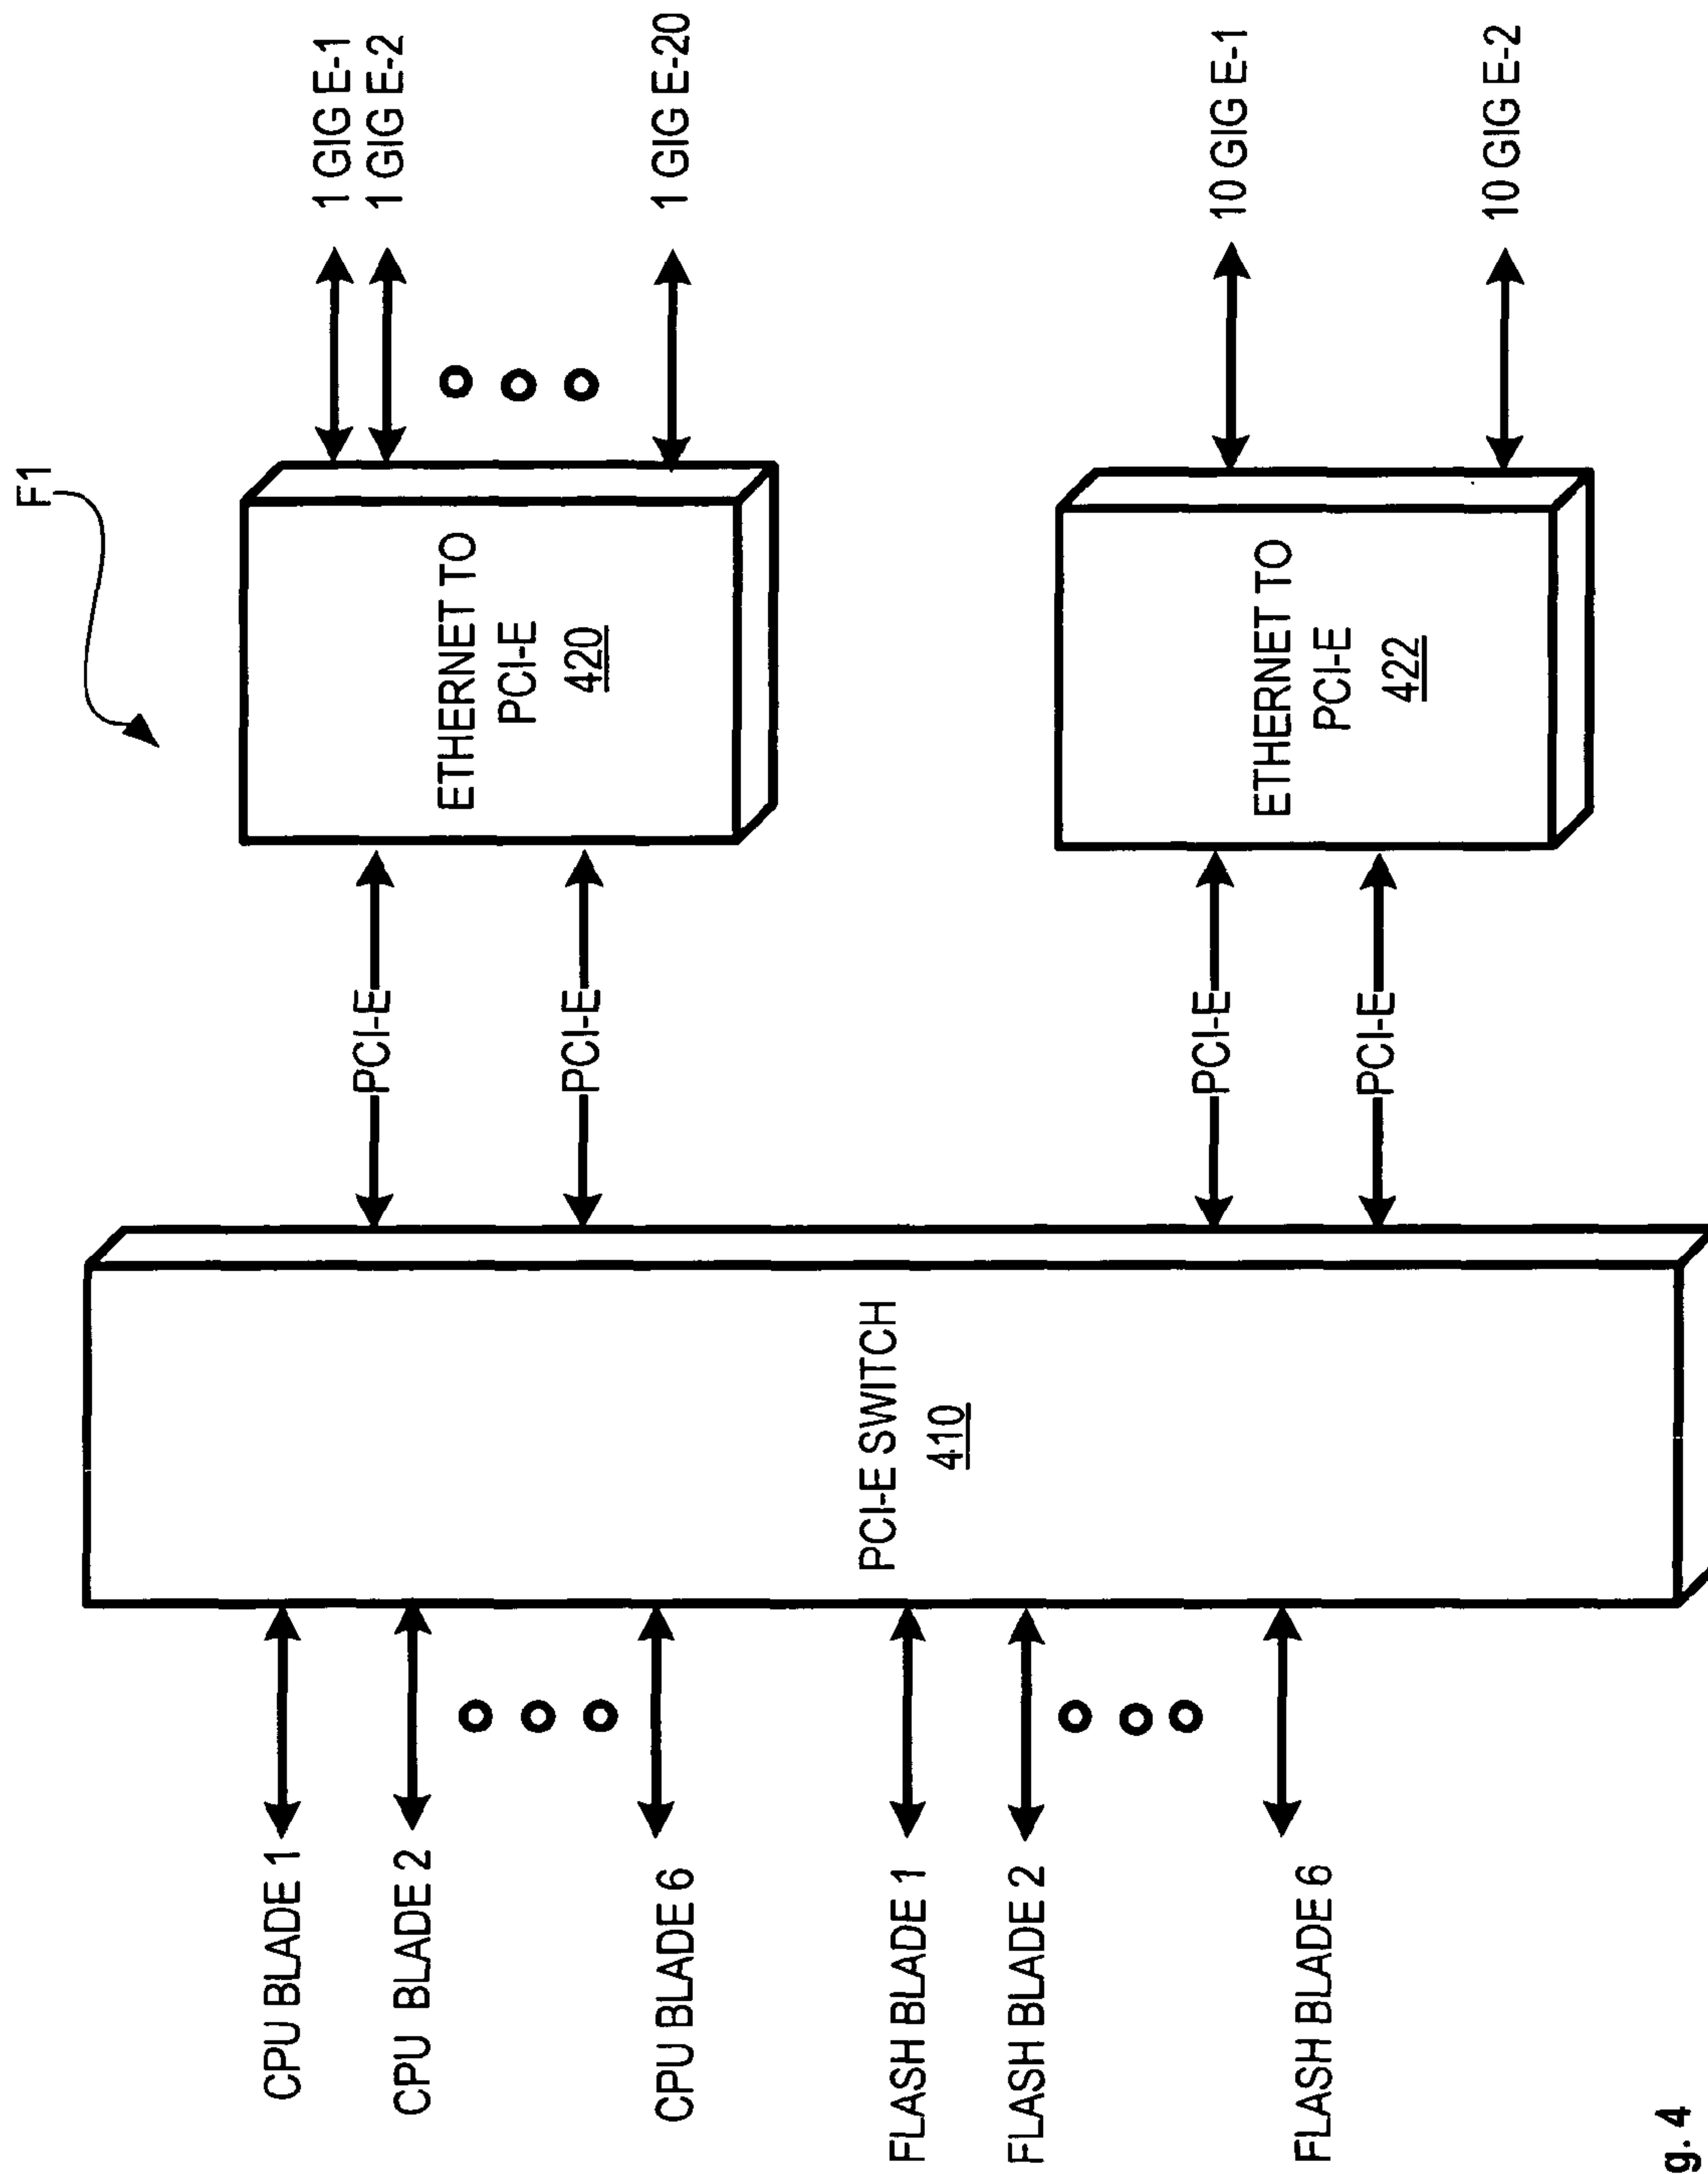 F1
CPU BLADE 1
CPU BLADE 2
CPU BLADE 6
FLASH BLADE 1
FLASH BLADE 2
FLASH BLADE 6
PCI-E SWITCH
410
PCI-E
PCI-E
PCI-E
PCI-E
ETHERNET TO
PCI-E
420
ETHERNET TO
PCI-E
422
1 GIG E-1
1 GIG E-2
1 GIG E-20
10 GIG E-1
10 GIG E-2
g. 4